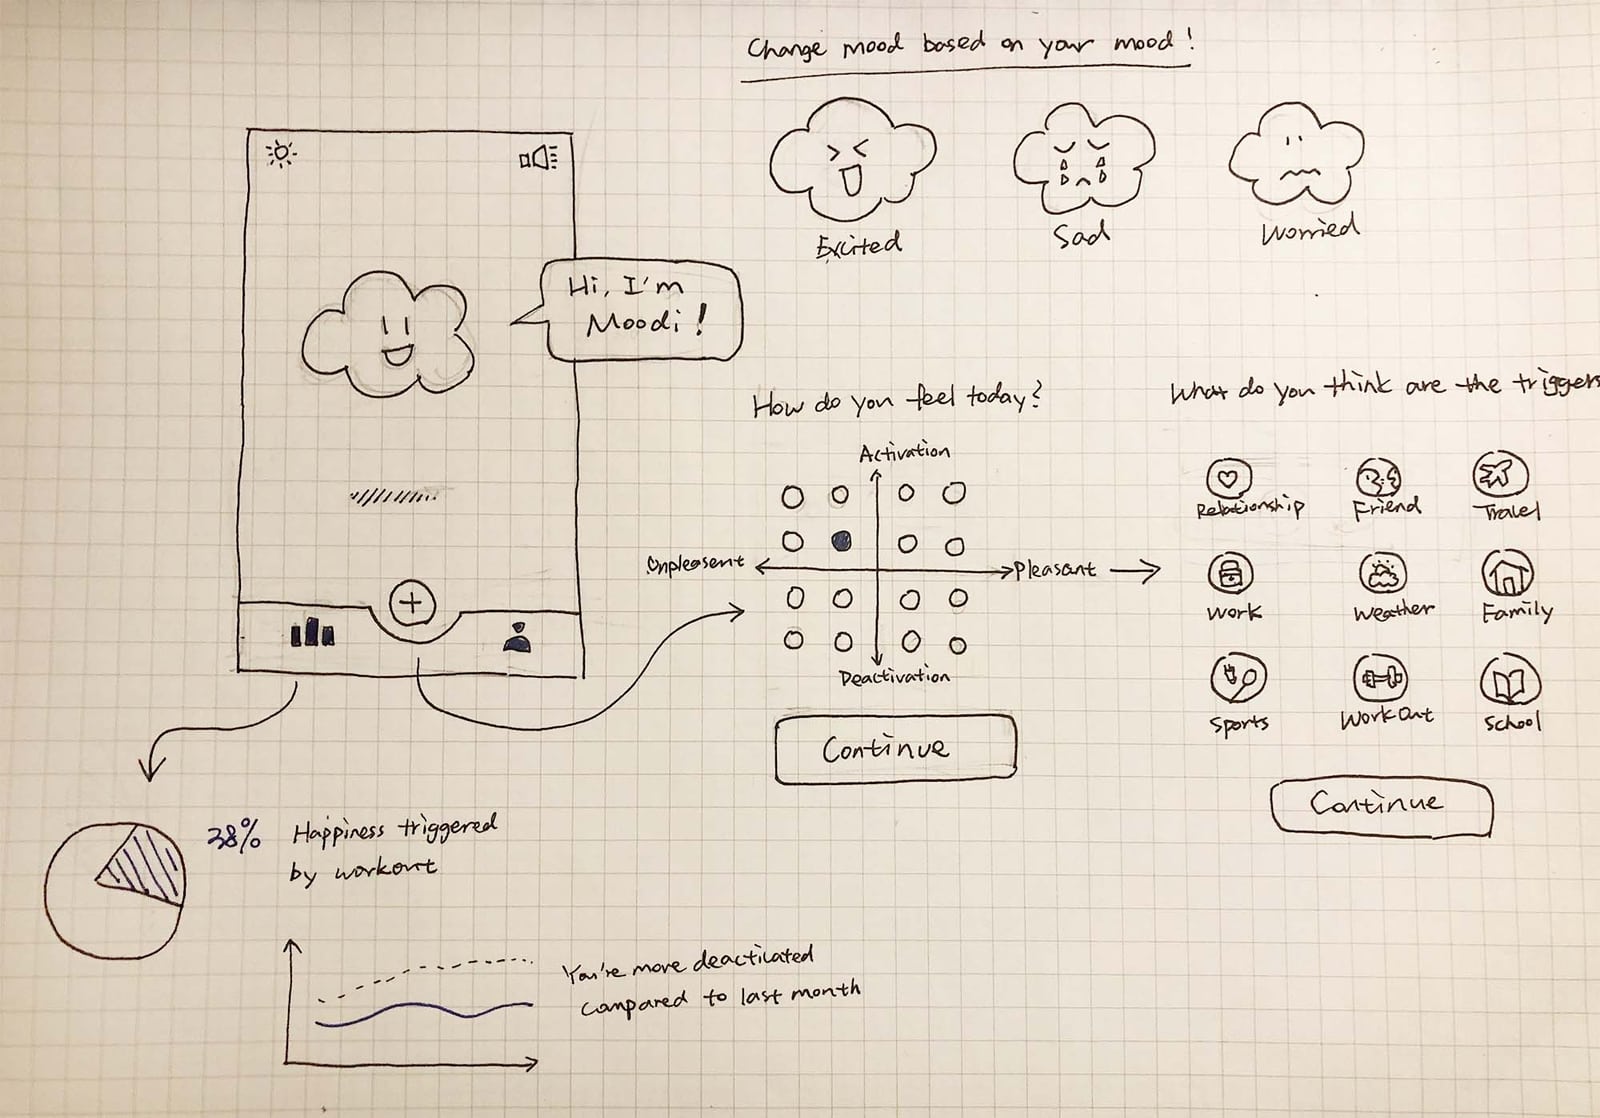 Change mood based on your mood!
Excited
Sad
Worried
Hi, I'm
Moodi!
How do you feel today?
Activation
Unpleasent
Pleasant
Deactivation
Continue
What do you think are the triggers
Relationship
Friend
Travel
Work
Weather
Family
Sports
Workout
School
Continue
38%
Happiness triggered
by workout
You're more deacticated
compared to last month